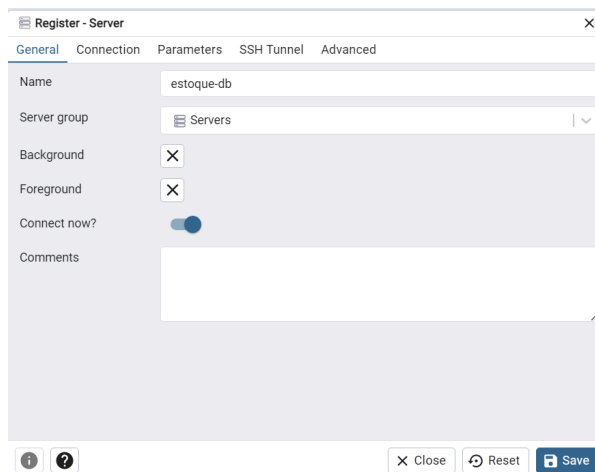 Register - Server
General Connection Parameters SSH Tunnel Advanced
Name estoque-db
Server group Servers
Background
Foreground
Connect now?
Comments
Close Reset Save